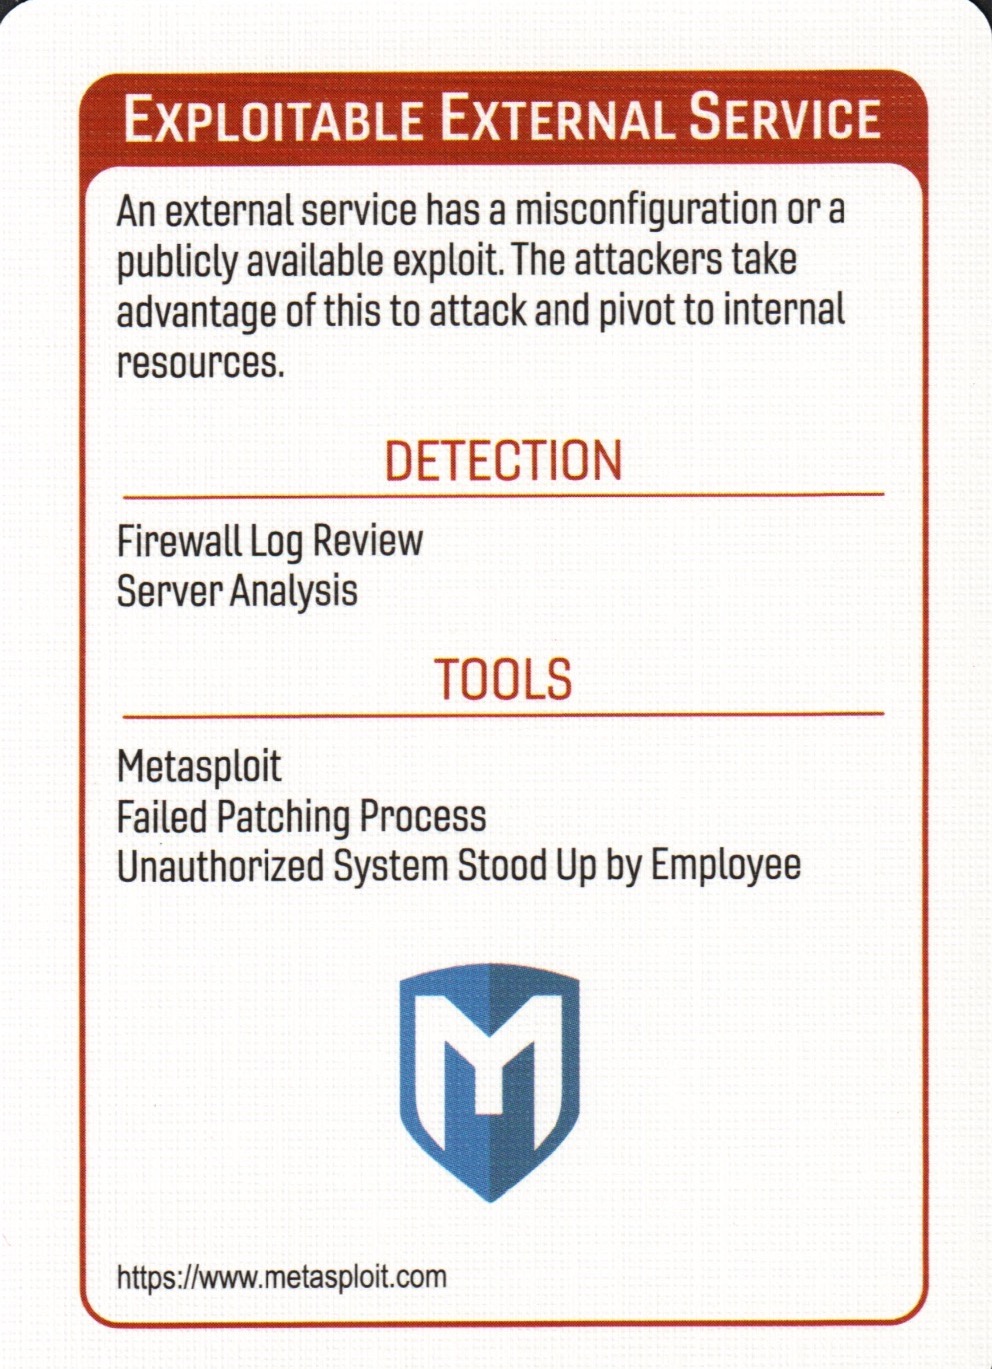 EXPLOITABLE EXTERNAL SERVICE
An external service has a misconfiguration or a
publicly available exploit. The attackers take
advantage of this to attack and pivot to internal
resources.
DETECTION
Firewall Log Review
Server Analysis
TOOLS
Metasploit
Failed Patching Process
Unauthorized System Stood Up by Employee
M
https://www.metasploit.com